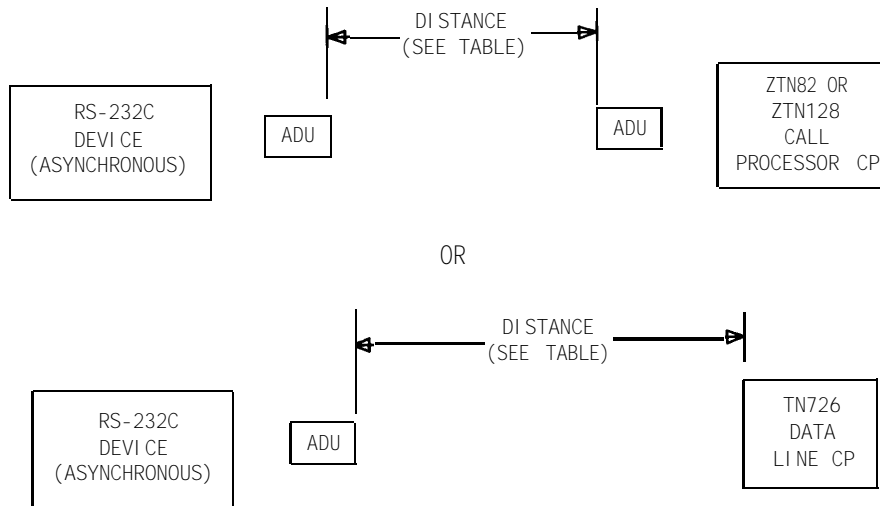 DISTANCE
(SEE TABLE)
RS-232C
DEVICE
(ASYNCHRONOUS)
ADU
ADU
ZTN82 OR
ZTN128
CALL
PROCESSOR CP
OR
DISTANCE
(SEE TABLE)
RS-232C
DEVICE
(ASYNCHRONOUS)
ADU
TN726
DATA
LINE CP